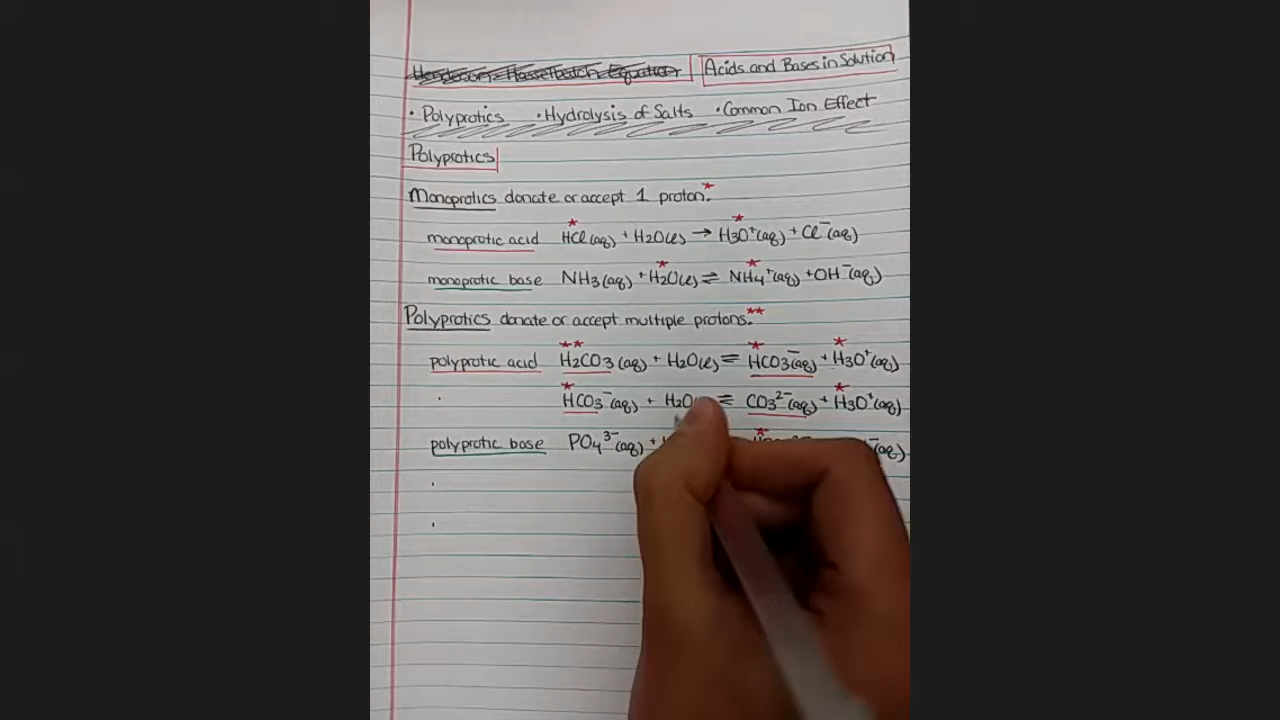 Henderson-Hasselbalch Equation Acids and Bases in Solution
• Polyprotics • Hydrolysis of Salts • Common Ion Effect
Polyprotics
Monoprotics donate or accept 1 proton.*
monoprotic acid HCl(aq) + H2O(l) → H3O⁺(aq) + Cl⁻(aq)
monoprotic base NH3(aq) + H2O(l) ⇌ NH4⁺(aq) + OH⁻(aq)
Polyprotics donate or accept multiple protons.**
polyprotic acid H2CO3(aq) + H2O(l) ⇌ HCO3⁻(aq) + H3O⁺(aq)
HCO3⁻(aq) + H2O ⇌ CO3²⁻(aq) + H3O⁺(aq)
polyprotic base PO4³⁻(aq) + ⁻(aq)